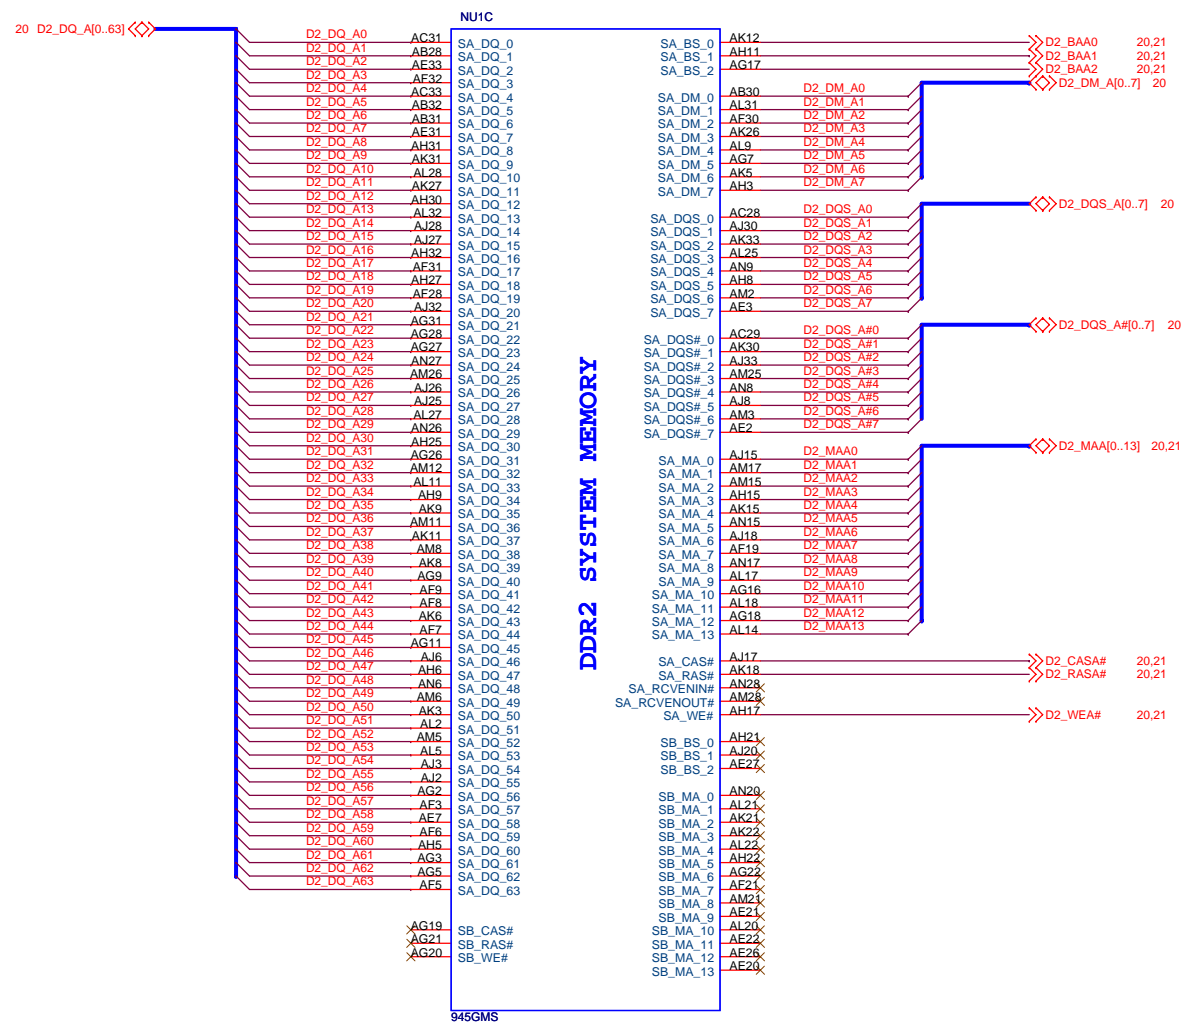 NU1C
20 D2_DQ_A[0..63]
D2_DQ_A0 AC31 SA_DQ_0
D2_DQ_A1 AB28 SA_DQ_1
D2_DQ_A2 AE33 SA_DQ_2
D2_DQ_A3 AF32 SA_DQ_3
D2_DQ_A4 AC33 SA_DQ_4
D2_DQ_A5 AB32 SA_DQ_5
D2_DQ_A6 AB31 SA_DQ_6
D2_DQ_A7 AE31 SA_DQ_7
D2_DQ_A8 AH31 SA_DQ_8
D2_DQ_A9 AK31 SA_DQ_9
D2_DQ_A10 AL28 SA_DQ_10
D2_DQ_A11 AK27 SA_DQ_11
D2_DQ_A12 AH30 SA_DQ_12
D2_DQ_A13 AL32 SA_DQ_13
D2_DQ_A14 AJ28 SA_DQ_14
D2_DQ_A15 AJ27 SA_DQ_15
D2_DQ_A16 AH32 SA_DQ_16
D2_DQ_A17 AF31 SA_DQ_17
D2_DQ_A18 AH27 SA_DQ_18
D2_DQ_A19 AF28 SA_DQ_19
D2_DQ_A20 AJ32 SA_DQ_20
D2_DQ_A21 AG31 SA_DQ_21
D2_DQ_A22 AG28 SA_DQ_22
D2_DQ_A23 AG27 SA_DQ_23
D2_DQ_A24 AN27 SA_DQ_24
D2_DQ_A25 AM26 SA_DQ_25
D2_DQ_A26 AJ26 SA_DQ_26
D2_DQ_A27 AJ25 SA_DQ_27
D2_DQ_A28 AL27 SA_DQ_28
D2_DQ_A29 AN26 SA_DQ_29
D2_DQ_A30 AH25 SA_DQ_30
D2_DQ_A31 AG26 SA_DQ_31
D2_DQ_A32 AM12 SA_DQ_32
D2_DQ_A33 AL11 SA_DQ_33
D2_DQ_A34 AH9 SA_DQ_34
D2_DQ_A35 AK9 SA_DQ_35
D2_DQ_A36 AM11 SA_DQ_36
D2_DQ_A37 AK11 SA_DQ_37
D2_DQ_A38 AM8 SA_DQ_38
D2_DQ_A39 AK8 SA_DQ_39
D2_DQ_A40 AG9 SA_DQ_40
D2_DQ_A41 AF9 SA_DQ_41
D2_DQ_A42 AF8 SA_DQ_42
D2_DQ_A43 AK6 SA_DQ_43
D2_DQ_A44 AF7 SA_DQ_44
D2_DQ_A45 AG11 SA_DQ_45
D2_DQ_A46 AJ6 SA_DQ_46
D2_DQ_A47 AH6 SA_DQ_47
D2_DQ_A48 AN6 SA_DQ_48
D2_DQ_A49 AM6 SA_DQ_49
D2_DQ_A50 AK3 SA_DQ_50
D2_DQ_A51 AL2 SA_DQ_51
D2_DQ_A52 AM5 SA_DQ_52
D2_DQ_A53 AL5 SA_DQ_53
D2_DQ_A54 AJ3 SA_DQ_54
D2_DQ_A55 AJ2 SA_DQ_55
D2_DQ_A56 AG2 SA_DQ_56
D2_DQ_A57 AF3 SA_DQ_57
D2_DQ_A58 AE7 SA_DQ_58
D2_DQ_A59 AF6 SA_DQ_59
D2_DQ_A60 AH5 SA_DQ_60
D2_DQ_A61 AG3 SA_DQ_61
D2_DQ_A62 AG5 SA_DQ_62
D2_DQ_A63 AF5 SA_DQ_63
AG19 SB_CAS#
AG21 SB_RAS#
AG20 SB_WE#
DDR2 SYSTEM MEMORY
SA_BS_0 AK12 D2_BAA0 20,21
SA_BS_1 AH11 D2_BAA1 20,21
SA_BS_2 AG17 D2_BAA2 20,21
D2_DM_A[0..7] 20
SA_DM_0 AB30 D2_DM_A0
SA_DM_1 AL31 D2_DM_A1
SA_DM_2 AF30 D2_DM_A2
SA_DM_3 AK26 D2_DM_A3
SA_DM_4 AL9 D2_DM_A4
SA_DM_5 AG7 D2_DM_A5
SA_DM_6 AK5 D2_DM_A6
SA_DM_7 AH3 D2_DM_A7
D2_DQS_A[0..7] 20
SA_DQS_0 AC28 D2_DQS_A0
SA_DQS_1 AJ30 D2_DQS_A1
SA_DQS_2 AK33 D2_DQS_A2
SA_DQS_3 AL25 D2_DQS_A3
SA_DQS_4 AN9 D2_DQS_A4
SA_DQS_5 AH8 D2_DQS_A5
SA_DQS_6 AM2 D2_DQS_A6
SA_DQS_7 AE3 D2_DQS_A7
D2_DQS_A#[0..7] 20
SA_DQS#_0 AC29 D2_DQS_A#0
SA_DQS#_1 AK30 D2_DQS_A#1
SA_DQS#_2 AJ33 D2_DQS_A#2
SA_DQS#_3 AM25 D2_DQS_A#3
SA_DQS#_4 AN8 D2_DQS_A#4
SA_DQS#_5 AJ8 D2_DQS_A#5
SA_DQS#_6 AM3 D2_DQS_A#6
SA_DQS#_7 AE2 D2_DQS_A#7
D2_MAA[0..13] 20,21
SA_MA_0 AJ15 D2_MAA0
SA_MA_1 AM17 D2_MAA1
SA_MA_2 AM15 D2_MAA2
SA_MA_3 AH15 D2_MAA3
SA_MA_4 AK15 D2_MAA4
SA_MA_5 AN15 D2_MAA5
SA_MA_6 AJ18 D2_MAA6
SA_MA_7 AF19 D2_MAA7
SA_MA_8 AN17 D2_MAA8
SA_MA_9 AL17 D2_MAA9
SA_MA_10 AG16 D2_MAA10
SA_MA_11 AL18 D2_MAA11
SA_MA_12 AG18 D2_MAA12
SA_MA_13 AL14 D2_MAA13
SA_CAS# AJ17 D2_CASA# 20,21
SA_RAS# AK18 D2_RASA# 20,21
SA_RCVENIN# AN28
SA_RCVENOUT# AM28
SA_WE# AH17 D2_WEA# 20,21
SB_BS_0 AH21
SB_BS_1 AJ20
SB_BS_2 AE27
SB_MA_0 AN20
SB_MA_1 AL21
SB_MA_2 AK21
SB_MA_3 AK22
SB_MA_4 AL22
SB_MA_5 AH22
SB_MA_6 AG22
SB_MA_7 AF21
SB_MA_8 AM21
SB_MA_9 AE21
SB_MA_10 AL20
SB_MA_11 AE22
SB_MA_12 AE26
SB_MA_13 AE20
945GMS